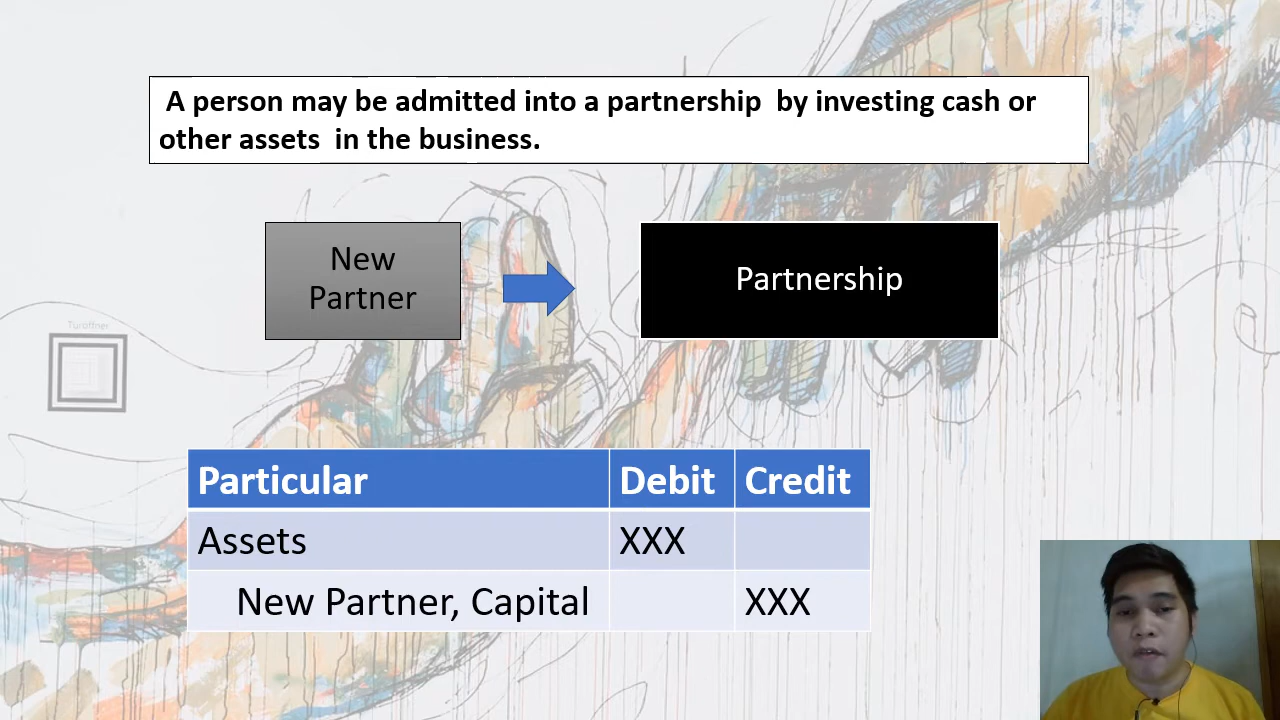 A person may be admitted into a partnership by investing cash or
other assets in the business.
New
Partner
Partnership
Turoffner
Particular Debit Credit
Assets XXX
New Partner, Capital XXX